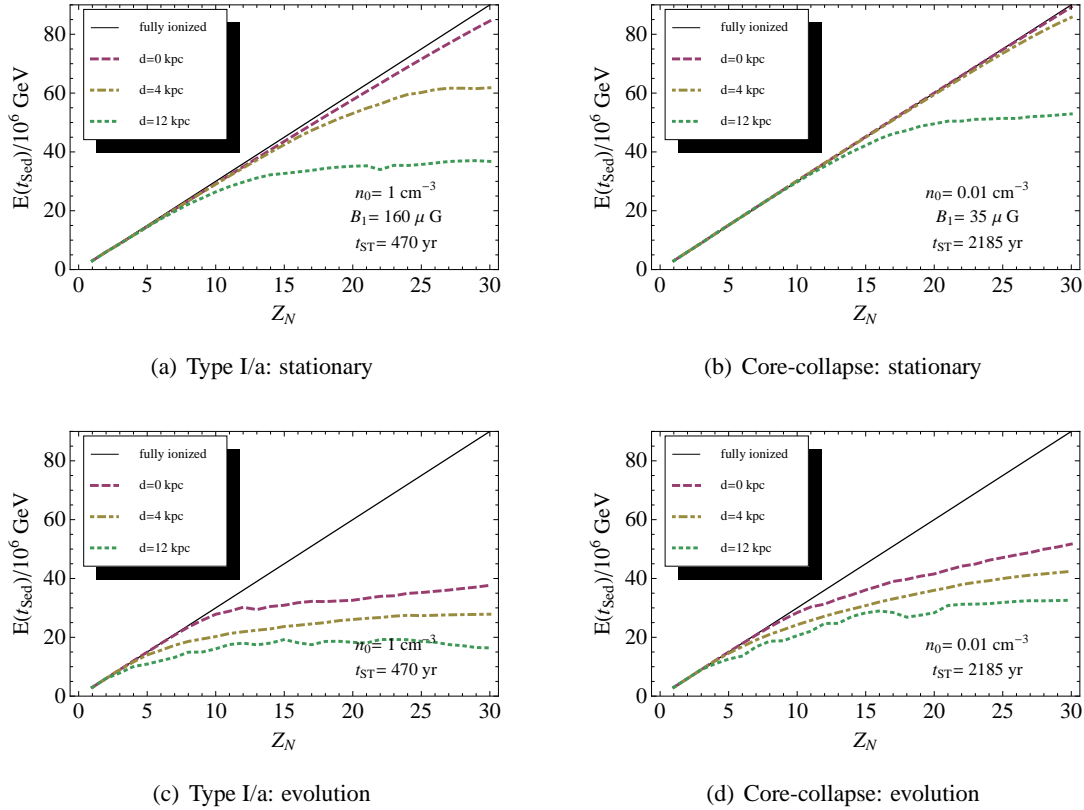 80
60
40
20
0
E(t_Sed)/10^6 GeV
fully ionized
d=0 kpc
d=4 kpc
d=12 kpc
n_0= 1 cm^−3
B_1= 160 μ G
t_ST= 470 yr
0 5 10 15 20 25 30
Z_N
(a) Type I/a: stationary
80
60
40
20
0
E(t_Sed)/10^6 GeV
fully ionized
d=0 kpc
d=4 kpc
d=12 kpc
n_0= 0.01 cm^−3
B_1= 35 μ G
t_ST= 2185 yr
0 5 10 15 20 25 30
Z_N
(b) Core-collapse: stationary
80
60
40
20
0
E(t_Sed)/10^6 GeV
fully ionized
d=0 kpc
d=4 kpc
d=12 kpc
n_0= 1 cm^−3
t_ST= 470 yr
0 5 10 15 20 25 30
Z_N
(c) Type I/a: evolution
80
60
40
20
0
E(t_Sed)/10^6 GeV
fully ionized
d=0 kpc
d=4 kpc
d=12 kpc
n_0= 0.01 cm^−3
t_ST= 2185 yr
0 5 10 15 20 25 30
Z_N
(d) Core-collapse: evolution